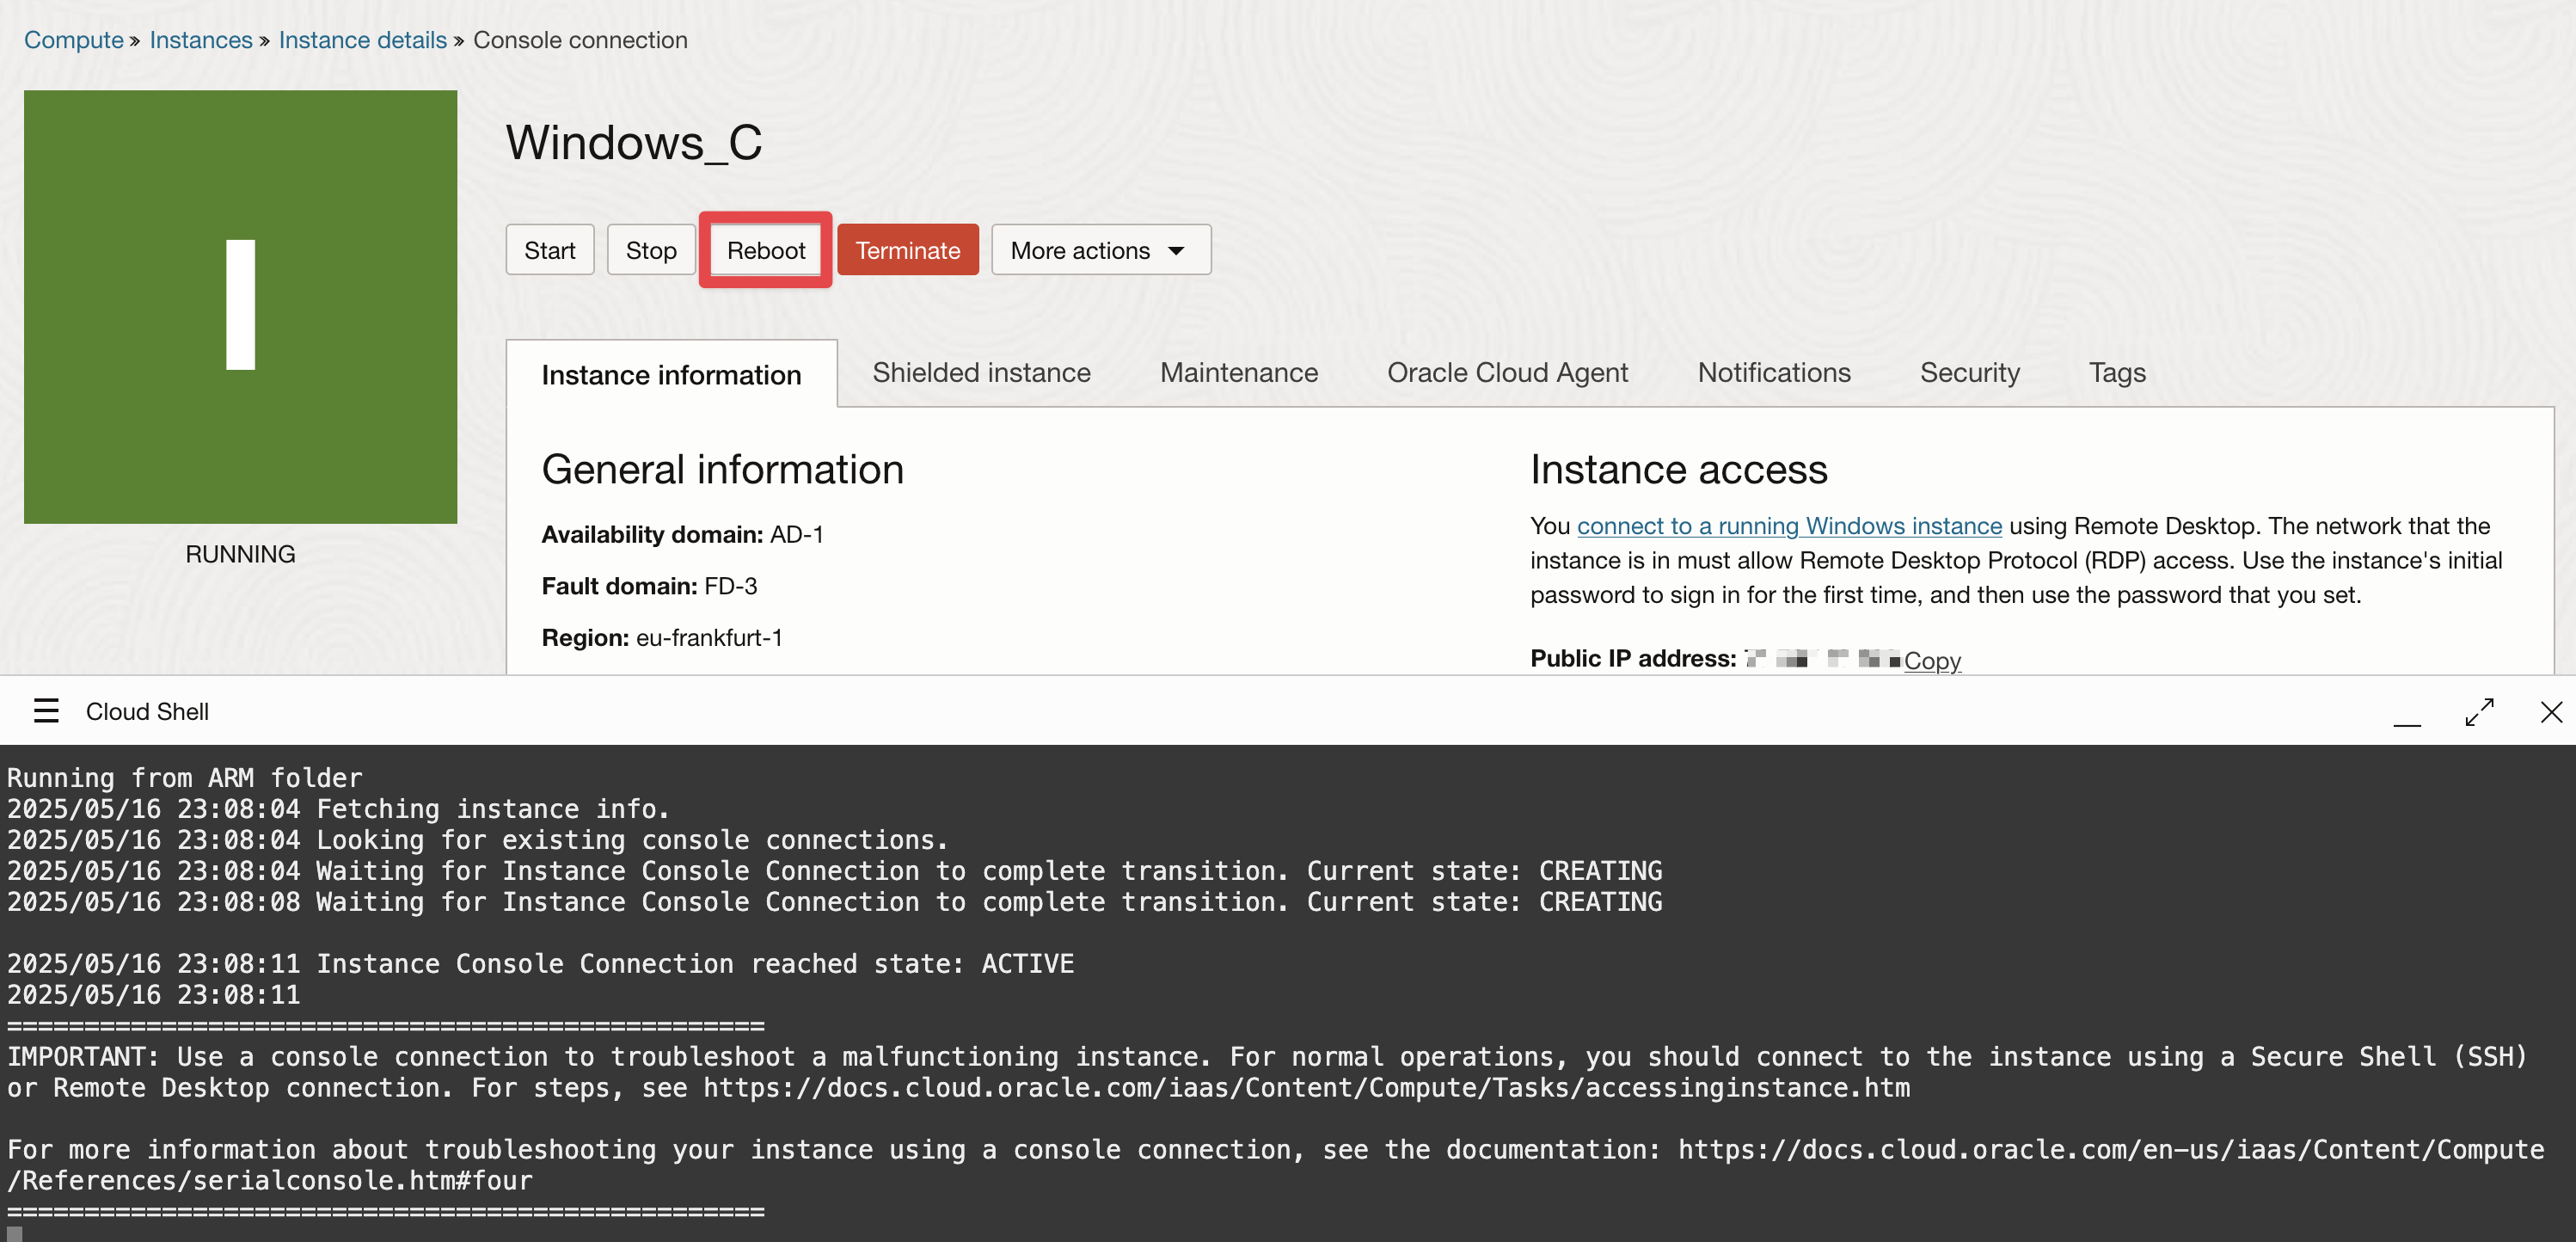 Compute » Instances » Instance details » Console connection
I
RUNNING
Windows_C
Start Stop Reboot Terminate More actions
Instance information Shielded instance Maintenance Oracle Cloud Agent Notifications Security Tags
General information
Availability domain: AD-1
Fault domain: FD-3
Region: eu-frankfurt-1
Instance access
You connect to a running Windows instance using Remote Desktop. The network that the
instance is in must allow Remote Desktop Protocol (RDP) access. Use the instance's initial
password to sign in for the first time, and then use the password that you set.
Public IP address: Copy
Cloud Shell
Running from ARM folder
2025/05/16 23:08:04 Fetching instance info.
2025/05/16 23:08:04 Looking for existing console connections.
2025/05/16 23:08:04 Waiting for Instance Console Connection to complete transition. Current state: CREATING
2025/05/16 23:08:08 Waiting for Instance Console Connection to complete transition. Current state: CREATING
2025/05/16 23:08:11 Instance Console Connection reached state: ACTIVE
2025/05/16 23:08:11
=================================================
IMPORTANT: Use a console connection to troubleshoot a malfunctioning instance. For normal operations, you should connect to the instance using a Secure Shell (SSH)
or Remote Desktop connection. For steps, see https://docs.cloud.oracle.com/iaas/Content/Compute/Tasks/accessinginstance.htm
For more information about troubleshooting your instance using a console connection, see the documentation: https://docs.cloud.oracle.com/en-us/iaas/Content/Compute
/References/serialconsole.htm#four
=================================================